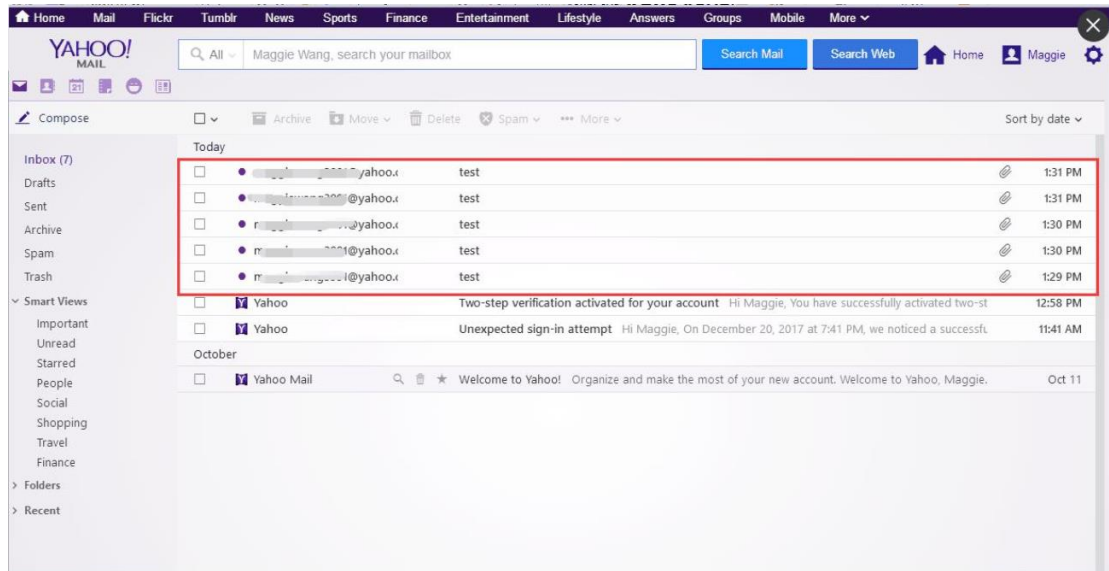 Home Mail Flickr Tumblr News Sports Finance Entertainment Lifestyle Answers Groups Mobile More
YAHOO!
MAIL
All Maggie Wang, search your mailbox Search Mail Search Web Home Maggie
21
Compose Archive Move Delete Spam More Sort by date
Inbox (7)
Drafts
Sent
Archive
Spam
Trash
Smart Views
Important
Unread
Starred
People
Social
Shopping
Travel
Finance
Folders
Recent
Today
test 1:31 PM
@yahoo.c test 1:31 PM
test 1:30 PM
@yahoo.c test 1:30 PM
@yahoo.c test 1:29 PM
Yahoo Two-step verification activated for your account Hi Maggie, You have successfully activated two-st 12:58 PM
Yahoo Unexpected sign-in attempt Hi Maggie, On December 20, 2017 at 7:41 PM, we noticed a successfu 11:41 AM
October
Yahoo Mail Welcome to Yahoo! Organize and make the most of your new account. Welcome to Yahoo, Maggie. Oct 11